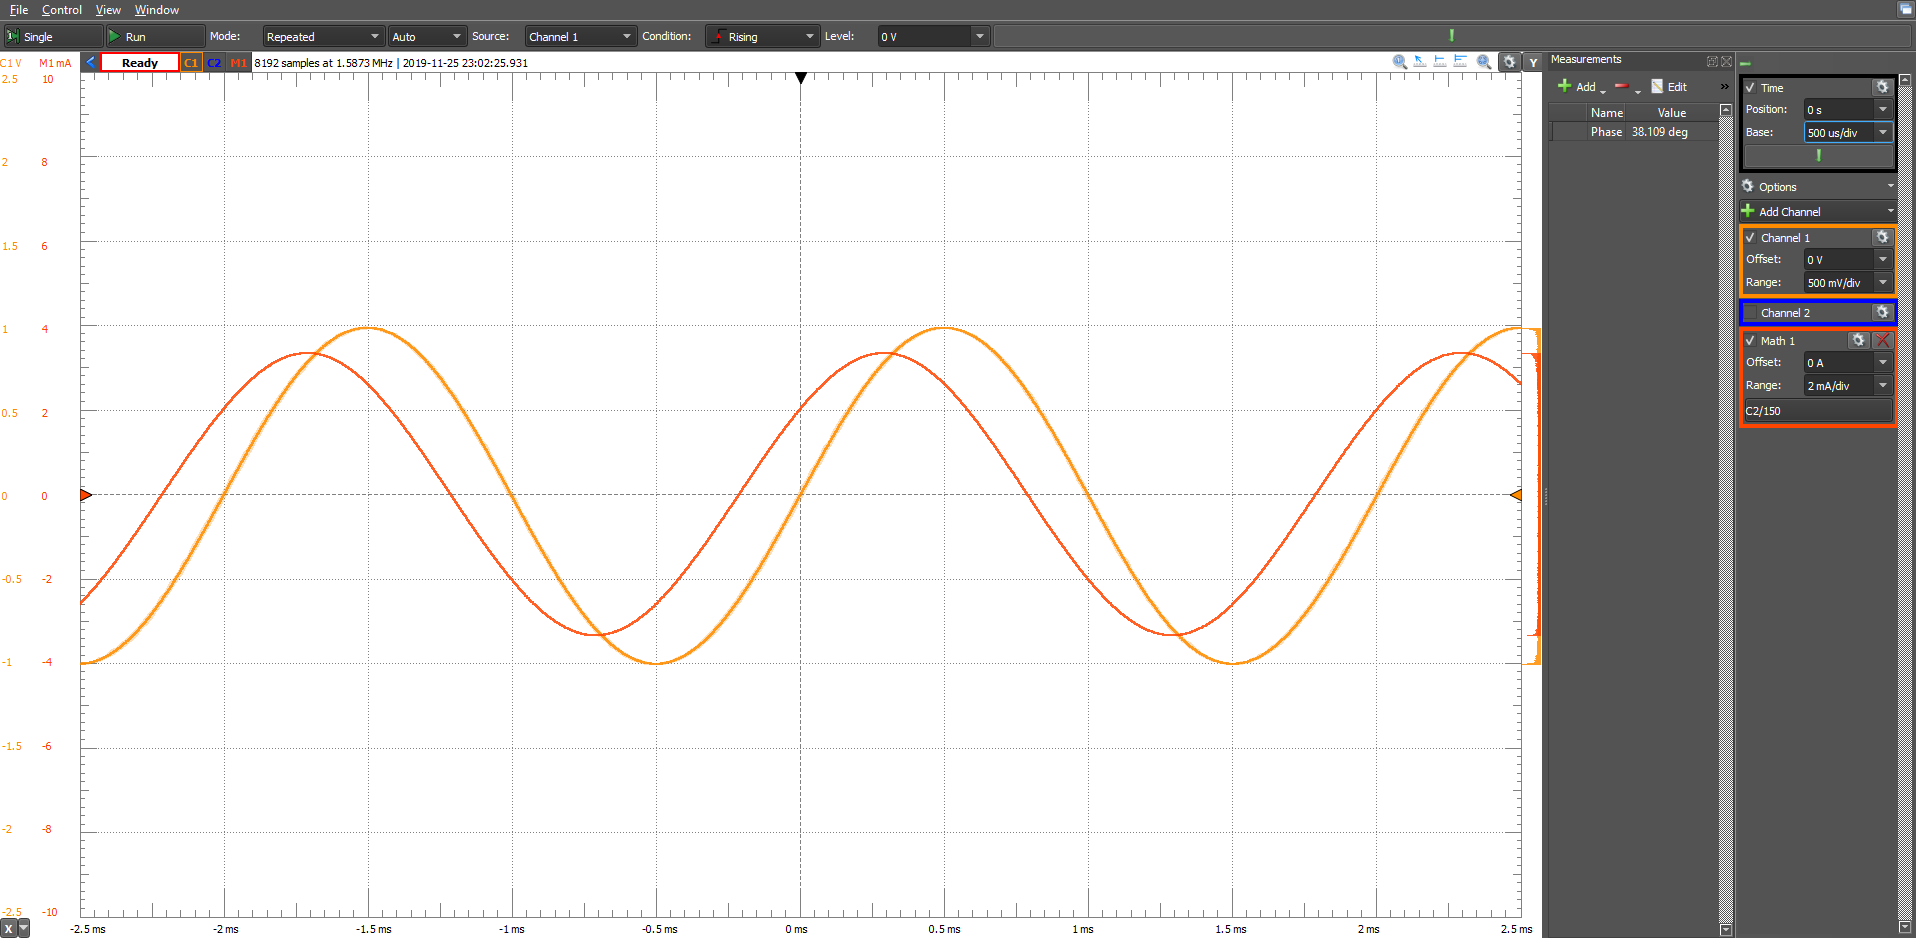 File Control View Window
Single Run Mode: Repeated Auto Source: Channel 1 Condition: Rising Level: 0 V
C1 V M1 mA Ready C1 C2 M1 8192 samples at 1.5873 MHz | 2019-11-25 23:02:25.931 Y
2.5 10
2 8
1.5 6
1 4
0.5 2
0 0
-0.5 -2
-1 -4
-1.5 -6
-2 -8
-2.5 -10
X -2.5 ms -2 ms -1.5 ms -1 ms -0.5 ms 0 ms 0.5 ms 1 ms 1.5 ms 2 ms 2.5 ms
Measurements
Add Edit »
Name Value
Phase 38.109 deg
Time
Position: 0 s
Base: 500 us/div
Options
Add Channel
Channel 1
Offset: 0 V
Range: 500 mV/div
Channel 2
Math 1
Offset: 0 A
Range: 2 mA/div
C2/150